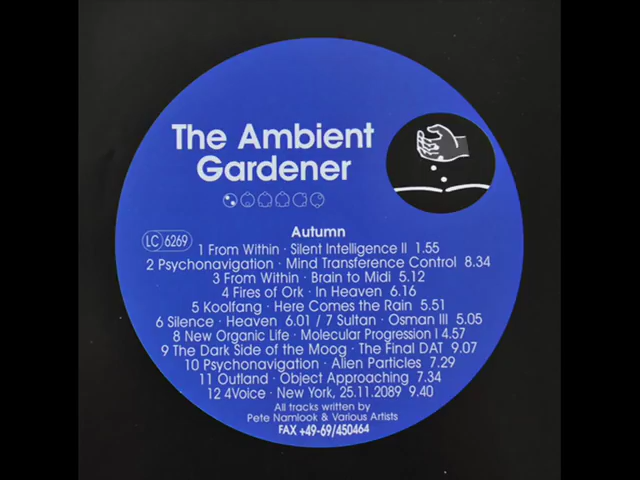 The Ambient
Gardener
Autumn
LC 6269
1 From Within · Silent Intelligence II 1.55
2 Psychonavigation · Mind Transference Control 8.34
3 From Within · Brain to Midi 5.12
4 Fires of Ork · In Heaven 6.16
5 Koolfang · Here Comes the Rain 5.51
6 Silence · Heaven 6.01 / 7 Sultan · Osman III 5.05
8 New Organic Life · Molecular Progression I 4.57
9 The Dark Side of the Moog · The Final DAT 9.07
10 Psychonavigation · Alien Particles 7.29
11 Outland · Object Approaching 7.34
12 4Voice · New York, 25.11.2089 9.40
All tracks written by
Pete Namlook & Various Artists
FAX +49-69/450464